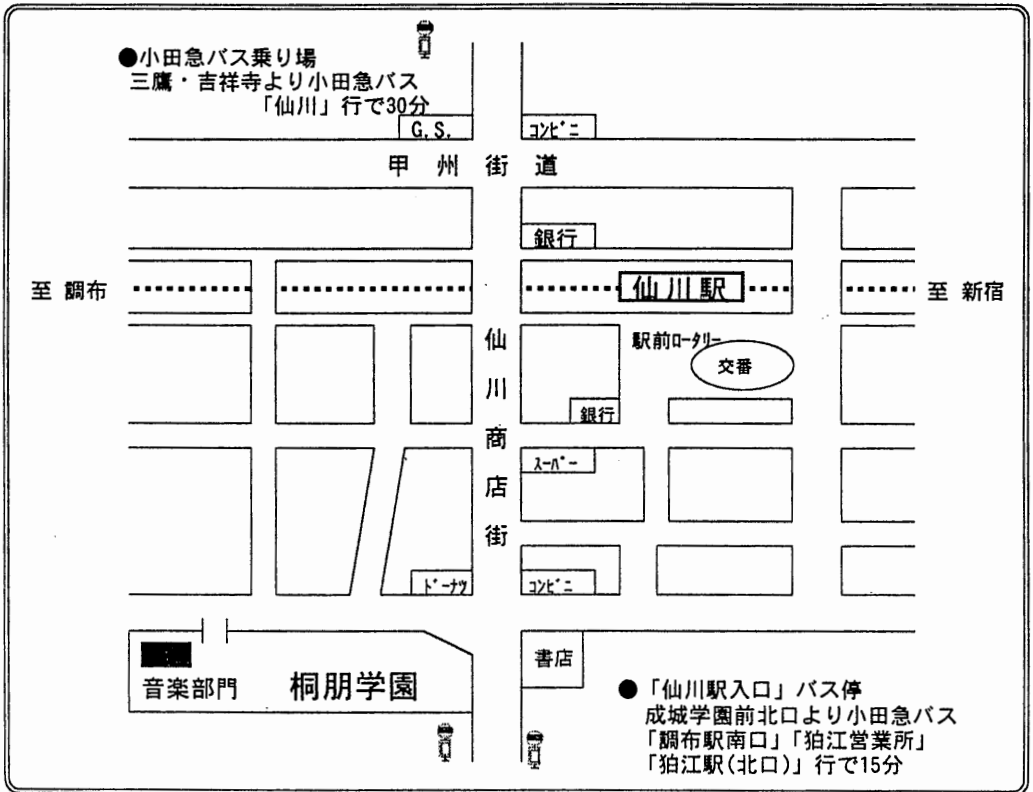 ●小田急バス乗り場
三鷹・吉祥寺より小田急バス
「仙川」行で30分
G.S.
コンビニ
甲州街道
銀行
至 調布
仙川駅
至 新宿
駅前ロータリー
交番
仙川商店街
銀行
スーパー
ドーナツ
コンビニ
音楽部門
桐朋学園
書店
●「仙川駅入口」バス停
成城学園前北口より小田急バス
「調布駅南口」「狛江営業所」
「狛江駅(北口)」行で15分